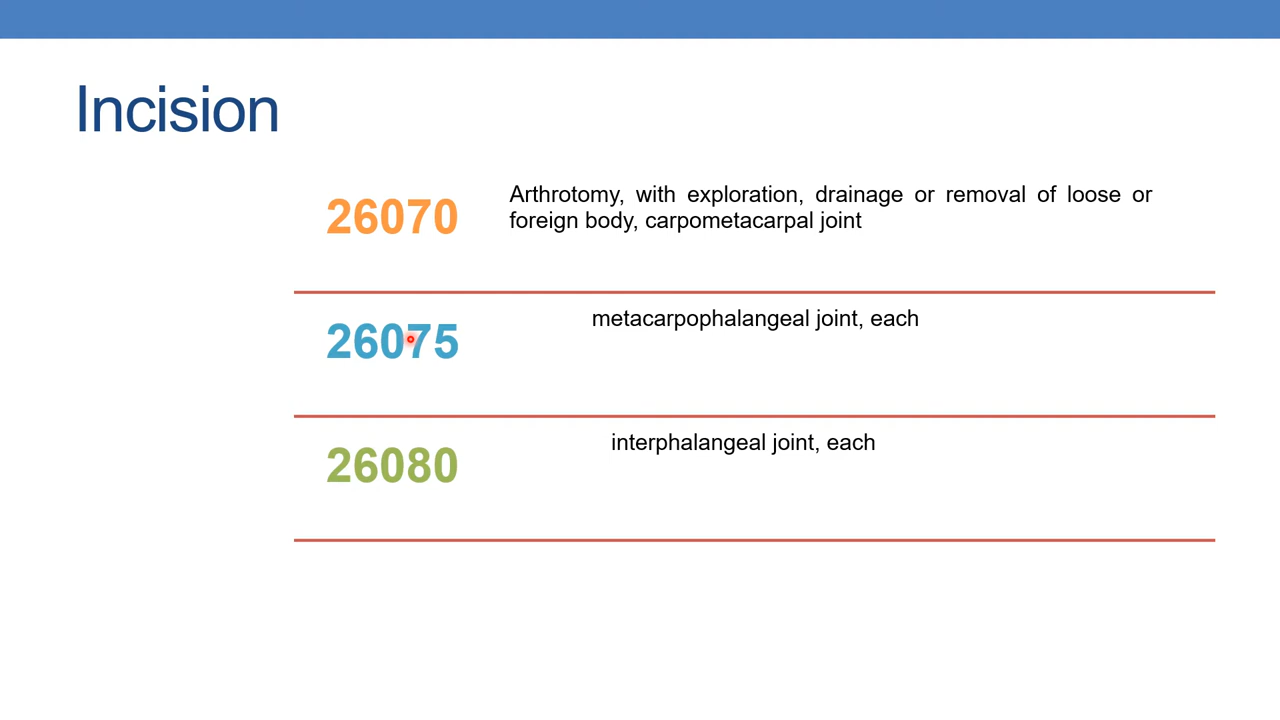 Incision
26070
Arthrotomy, with exploration, drainage or removal of loose or
foreign body, carpometacarpal joint
26075
metacarpophalangeal joint, each
26080
interphalangeal joint, each